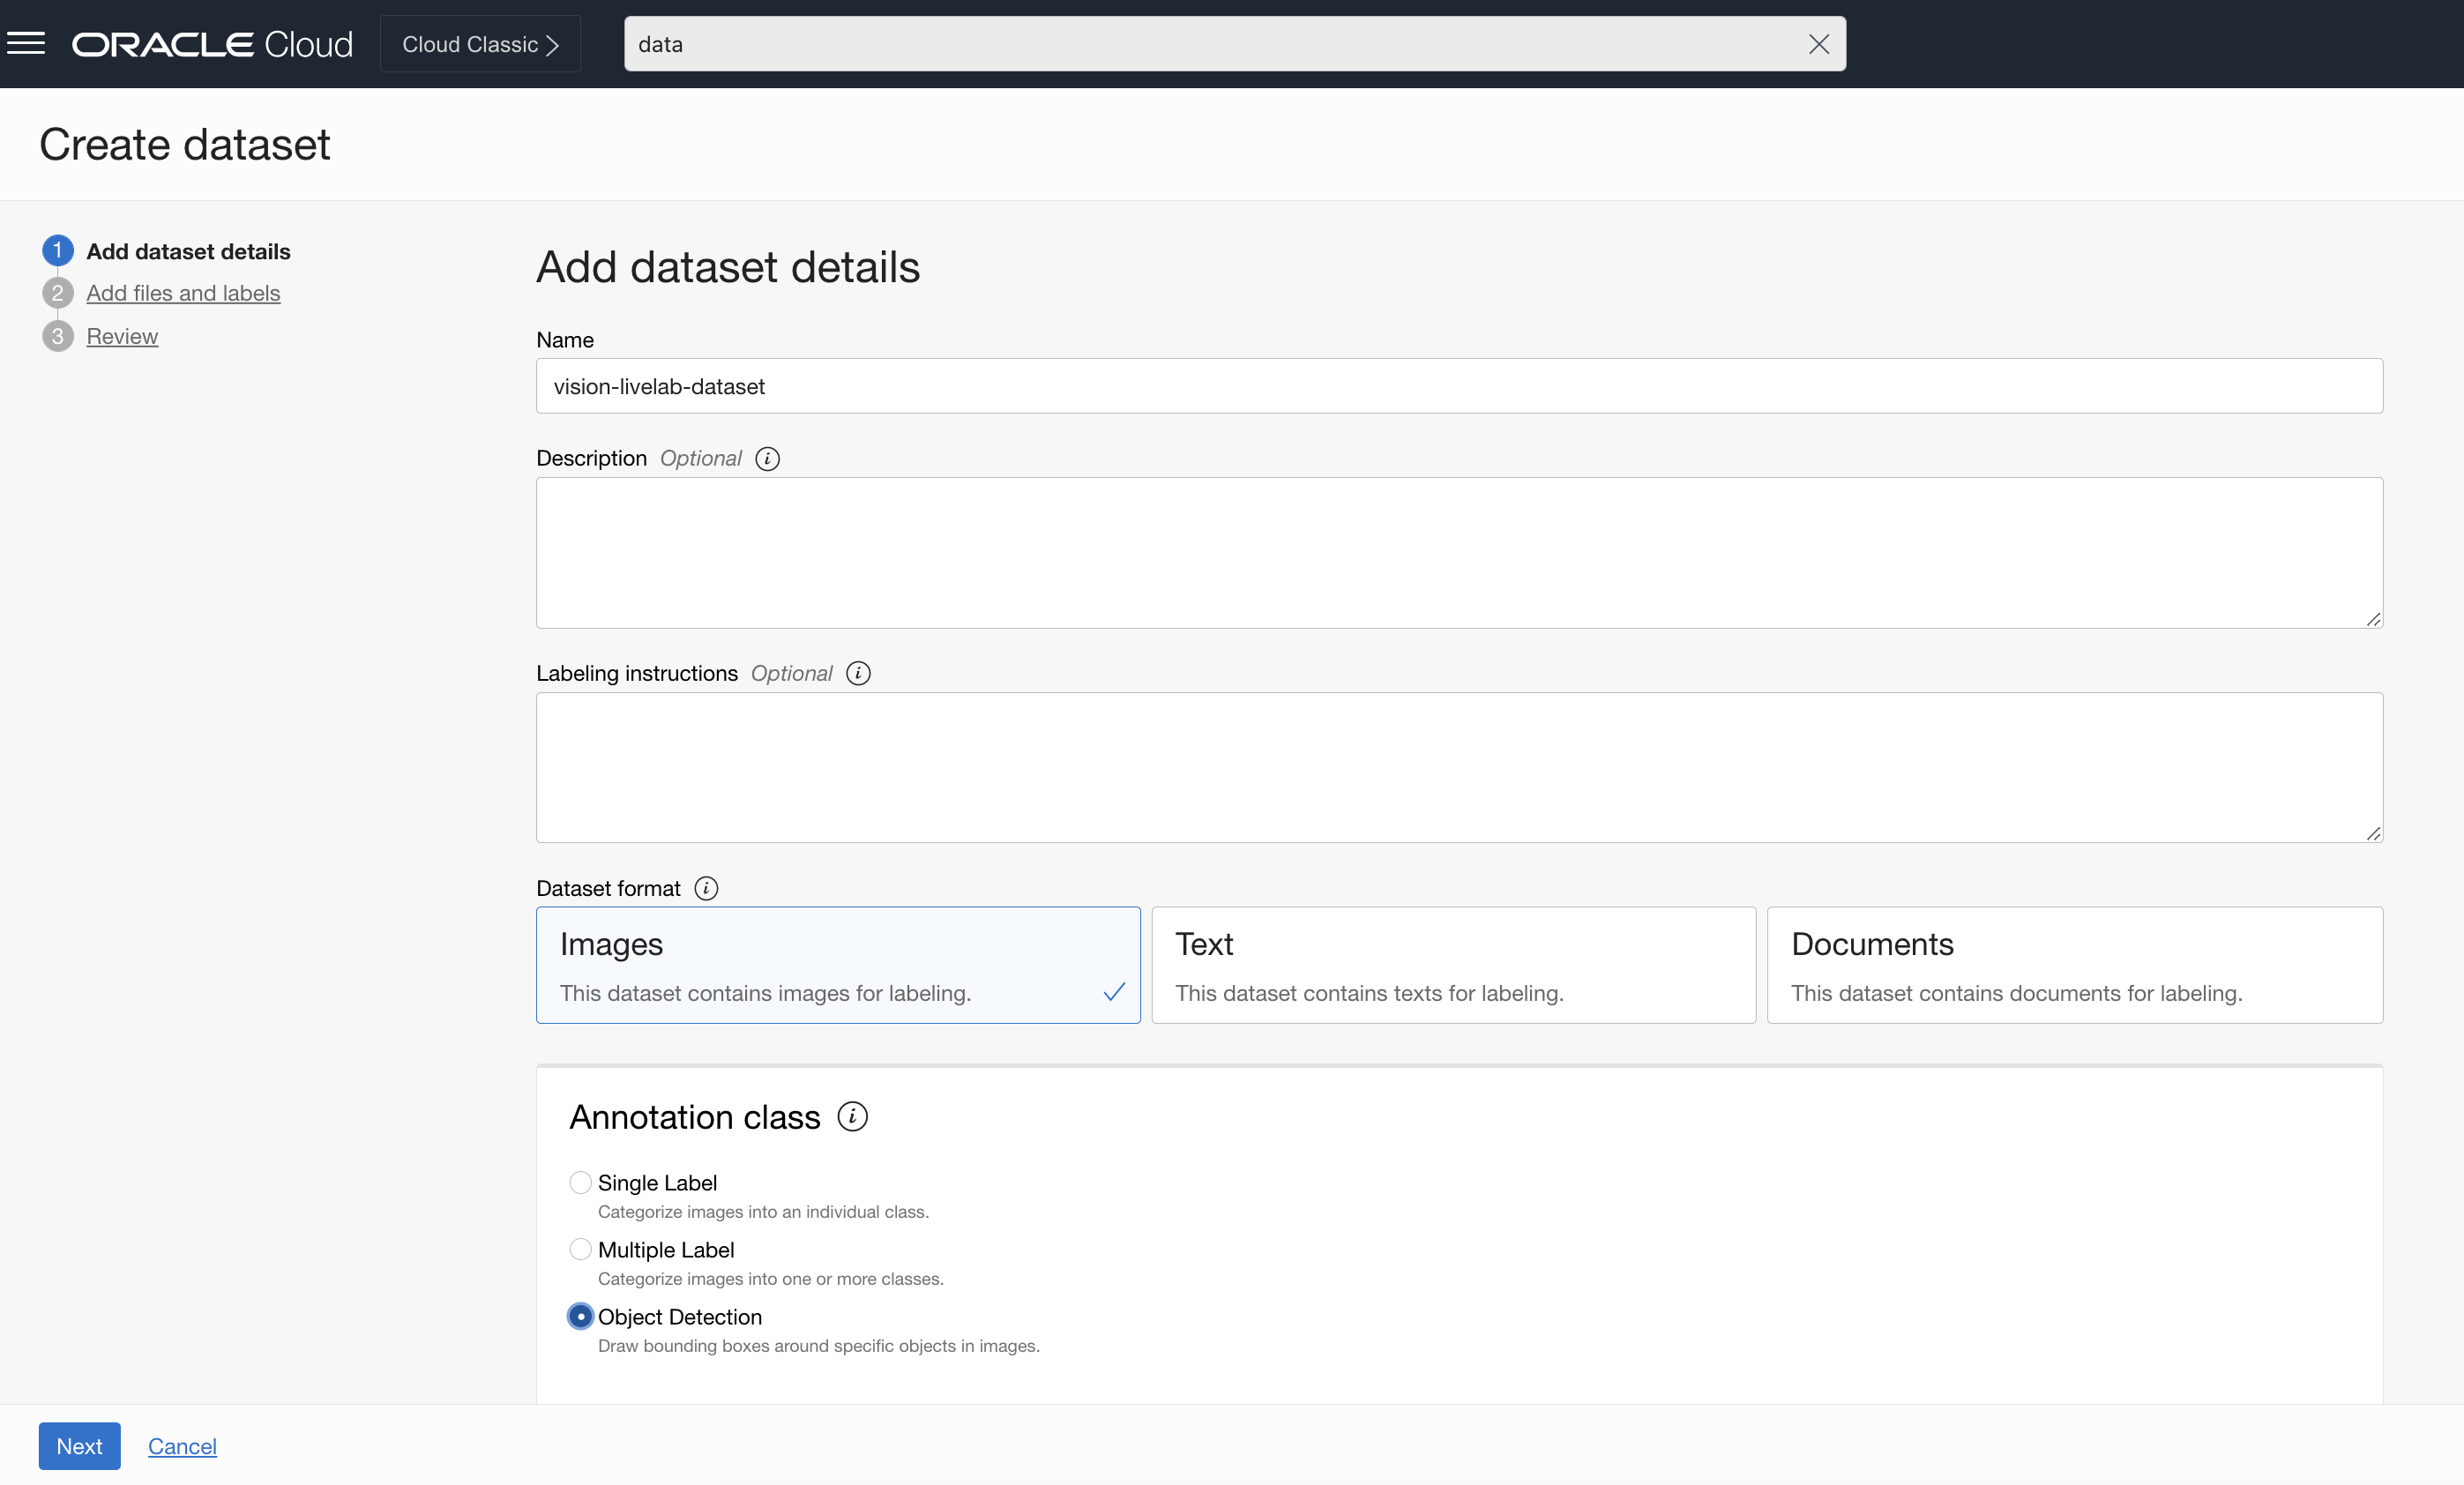 ORACLE Cloud
Cloud Classic
data
Create dataset
1 Add dataset details
2 Add files and labels
3 Review
Add dataset details
Name
vision-livelab-dataset
Description Optional i
Labeling instructions Optional i
Dataset format i
Images
This dataset contains images for labeling.
Text
This dataset contains texts for labeling.
Documents
This dataset contains documents for labeling.
Annotation class i
Single Label
Categorize images into an individual class.
Multiple Label
Categorize images into one or more classes.
Object Detection
Draw bounding boxes around specific objects in images.
Next Cancel